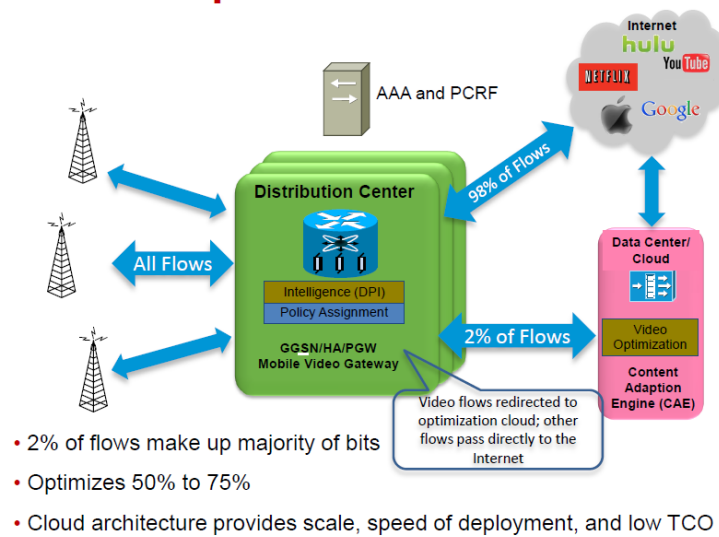 Internet
hulu
NETFLIX
YouTube
Google
AAA and PCRF
98% of Flows
Distribution Center
Intelligence (DPI)
Policy Assignment
GGSN/HA/PGW
Mobile Video Gateway
All Flows
2% of Flows
Data Center/
Cloud
Video
Optimization
Content
Adaption
Engine (CAE)
Video flows redirected to
optimization cloud; other
flows pass directly to the
Internet
• 2% of flows make up majority of bits
• Optimizes 50% to 75%
• Cloud architecture provides scale, speed of deployment, and low TCO